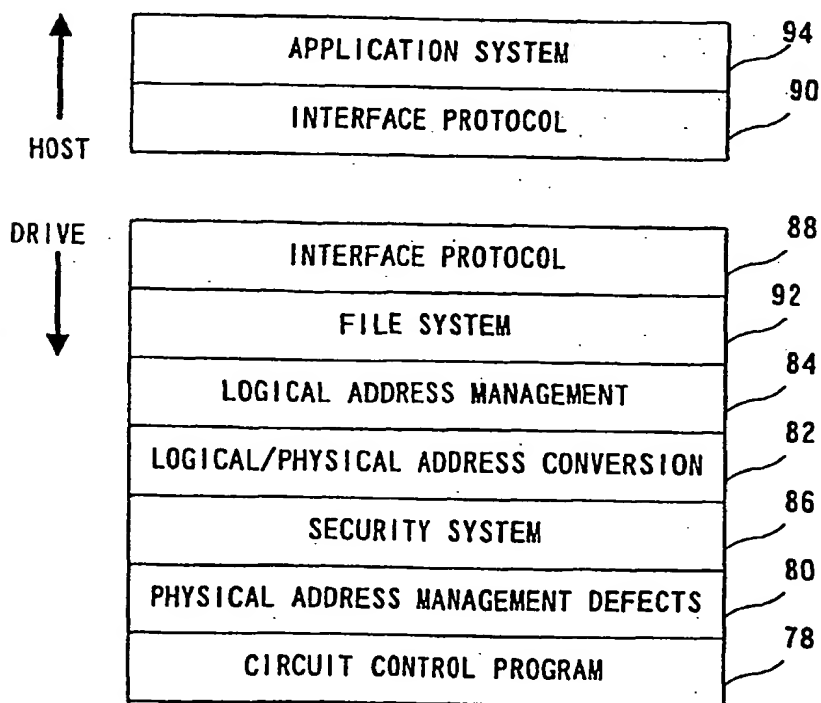 APPLICATION SYSTEM 94
INTERFACE PROTOCOL 90
HOST
DRIVE
INTERFACE PROTOCOL 88
FILE SYSTEM 92
LOGICAL ADDRESS MANAGEMENT 84
LOGICAL/PHYSICAL ADDRESS CONVERSION 82
SECURITY SYSTEM 86
PHYSICAL ADDRESS MANAGEMENT DEFECTS 80
CIRCUIT CONTROL PROGRAM 78